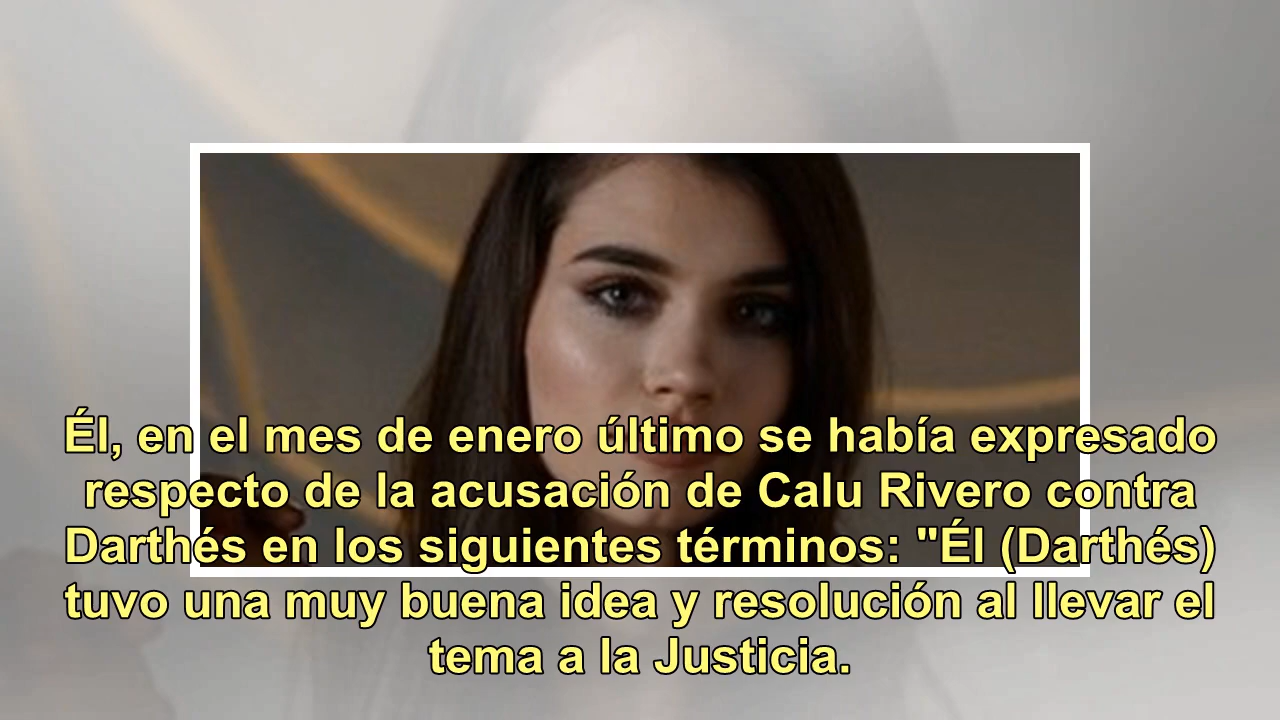 Él, en el mes de enero último se había expresado
respecto de la acusación de Calu Rivero contra
Darthés en los siguientes términos: "Él (Darthés)
tuvo una muy buena idea y resolución al llevar el
tema a la Justicia.